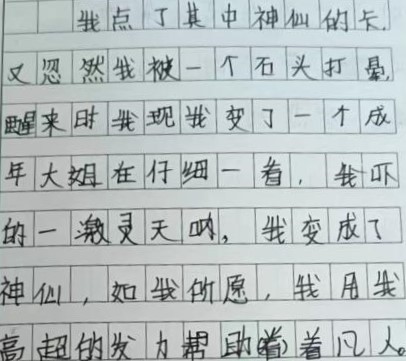 我点了其中神仙的卡,
又忽然我被一个石头打晕,
醒来时我现我变了一个成
年大姐在仔细一看,我吓
的一激灵天呐,我变成了
神仙,如我所愿,我用我
高超的发力帮助着凡人。